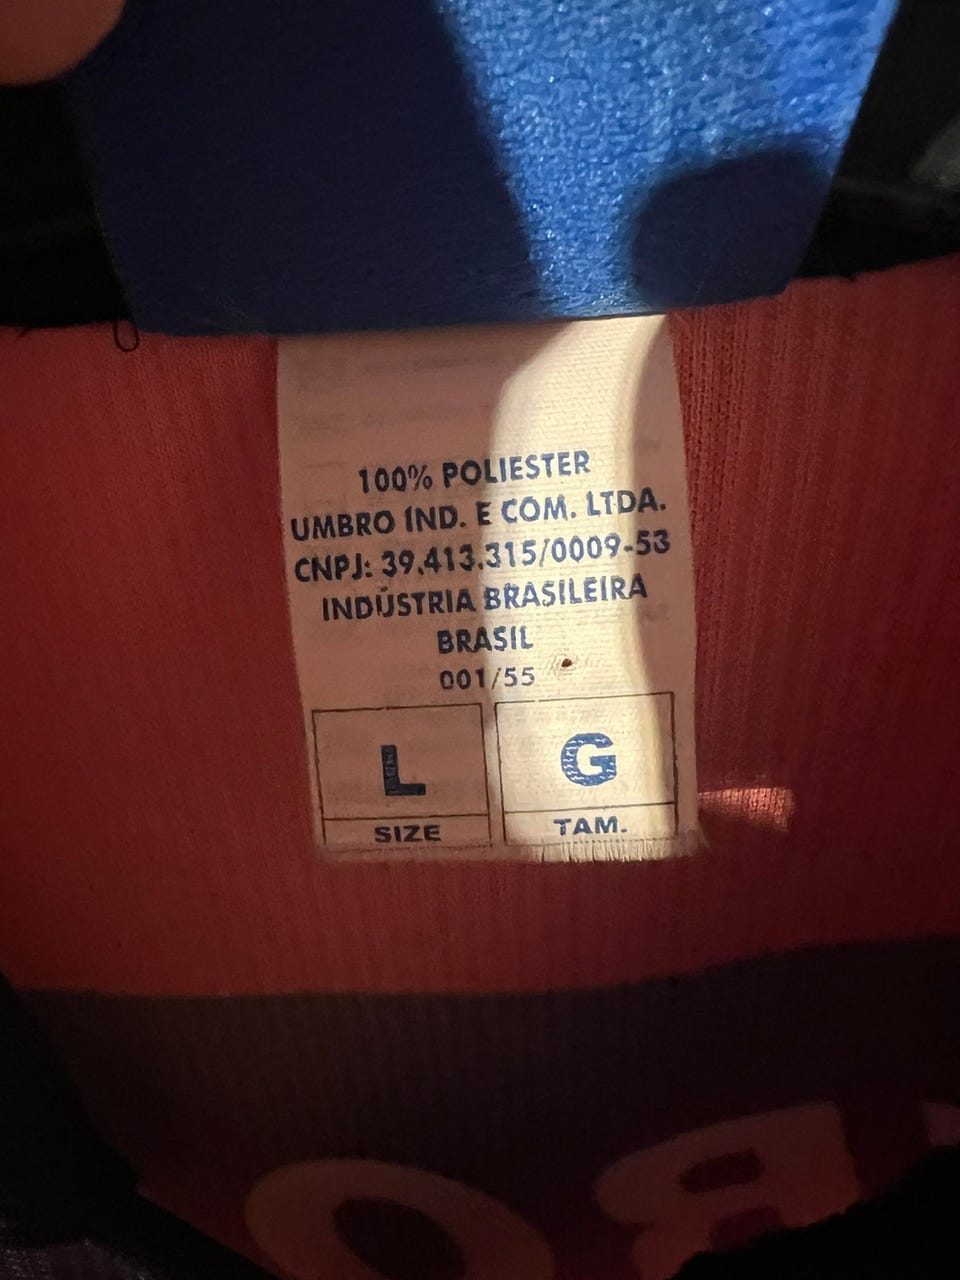 100% POLIESTER
UMBRO IND. E COM. LTDA.
CNPJ: 39.413.315/0009-53
INDÚSTRIA BRASILEIRA
BRASIL
001/55
L G
SIZE TAM.